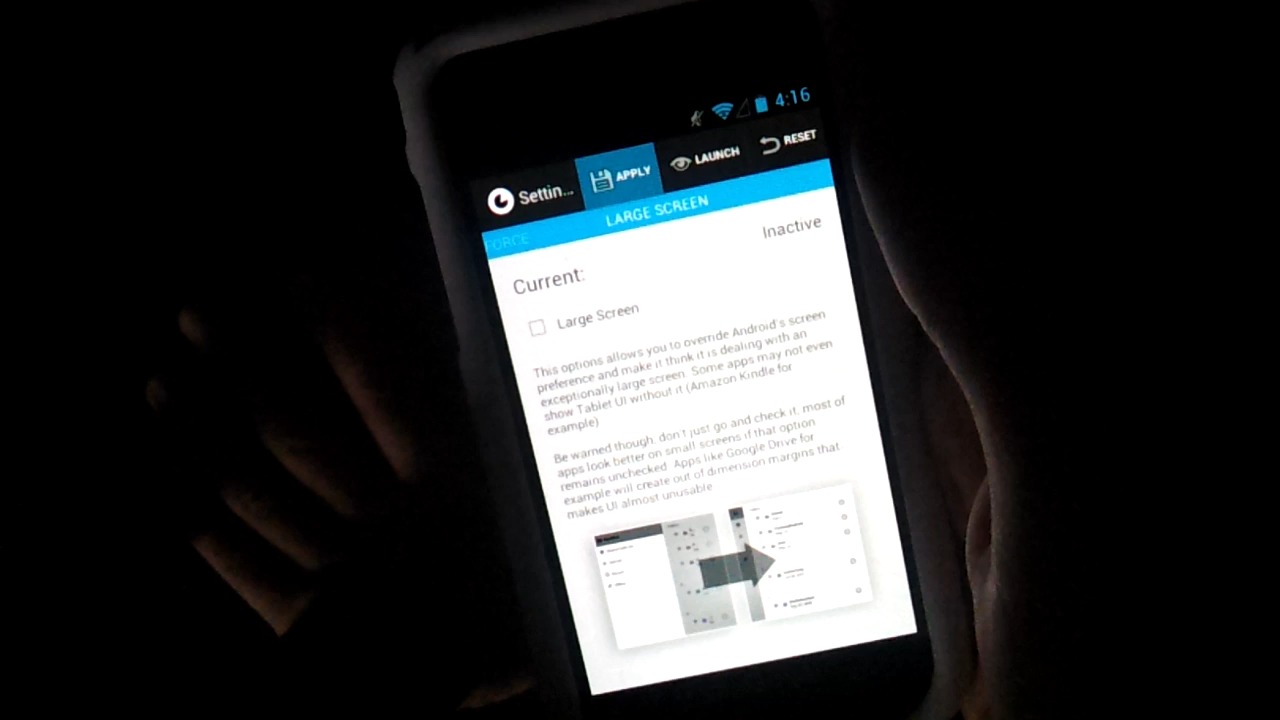 4:16
Settin...
APPLY
LAUNCH
RESET
FORCE
LARGE SCREEN
Inactive
Current:
Large Screen
This options allows you to override Android's screen
preference and make it think it is dealing with an
exceptionally large screen. Some apps may not even
show Tablet UI without it (Amazon Kindle for
example)
Be warned though, don't just go and check it, most of
apps look better on small screens if that option
remains unchecked. Apps like Google Drive for
example will create out of dimension margins that
makes UI almost unusable